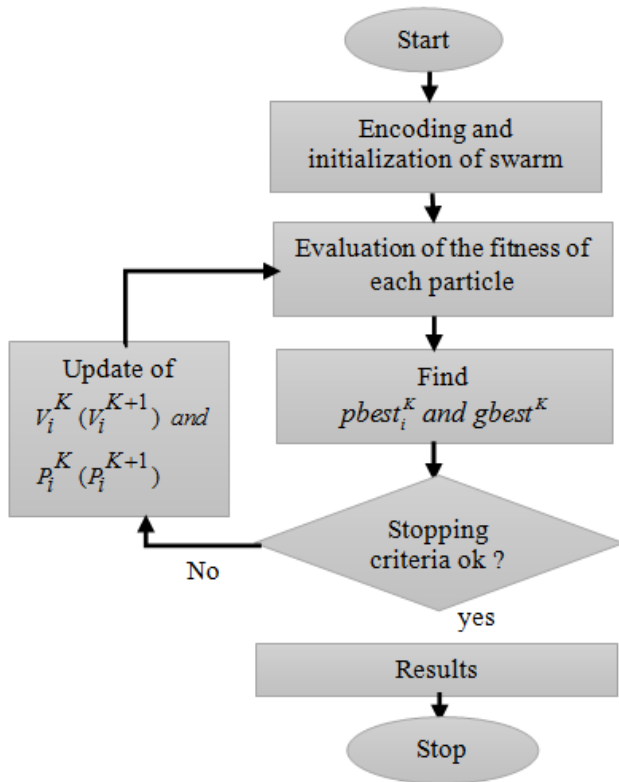 Start
Encoding and
initialization of swarm
Evaluation of the fitness of
each particle
Update of
V_i^K (V_i^{K+1}) and
P_i^K (P_i^{K+1})
Find
pbest_i^K and gbest^K
Stopping
criteria ok ?
No
yes
Results
Stop